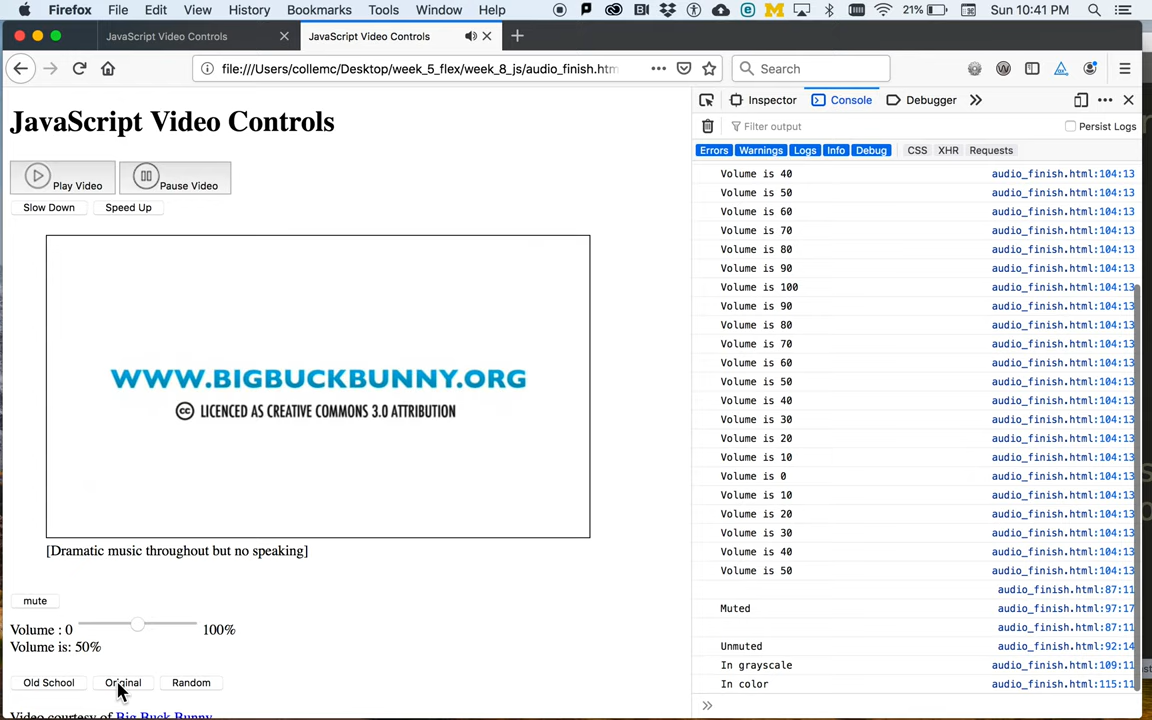 Firefox File Edit View History Bookmarks Tools Window Help 21% Sun 10:41 PM
JavaScript Video Controls
JavaScript Video Controls
file:///Users/collemc/Desktop/week_5_flex/week_8_js/audio_finish.htm
Search
JavaScript Video Controls
Play Video
Pause Video
Slow Down
Speed Up
WWW.BIGBUCKBUNNY.ORG
cc LICENCED AS CREATIVE COMMONS 3.0 ATTRIBUTION
[Dramatic music throughout but no speaking]
mute
Volume : 0 100%
Volume is: 50%
Old School
Original
Random
Video courtesy of Big Buck Bunny
Inspector
Console
Debugger
Filter output
Persist Logs
Errors Warnings Logs Info Debug CSS XHR Requests
Volume is 40 audio_finish.html:104:13
Volume is 50 audio_finish.html:104:13
Volume is 60 audio_finish.html:104:13
Volume is 70 audio_finish.html:104:13
Volume is 80 audio_finish.html:104:13
Volume is 90 audio_finish.html:104:13
Volume is 100 audio_finish.html:104:13
Volume is 90 audio_finish.html:104:13
Volume is 80 audio_finish.html:104:13
Volume is 70 audio_finish.html:104:13
Volume is 60 audio_finish.html:104:13
Volume is 50 audio_finish.html:104:13
Volume is 40 audio_finish.html:104:13
Volume is 30 audio_finish.html:104:13
Volume is 20 audio_finish.html:104:13
Volume is 10 audio_finish.html:104:13
Volume is 0 audio_finish.html:104:13
Volume is 10 audio_finish.html:104:13
Volume is 20 audio_finish.html:104:13
Volume is 30 audio_finish.html:104:13
Volume is 40 audio_finish.html:104:13
Volume is 50 audio_finish.html:104:13
audio_finish.html:87:11
Muted audio_finish.html:97:17
audio_finish.html:87:11
Unmuted audio_finish.html:92:14
In grayscale audio_finish.html:109:11
In color audio_finish.html:115:11